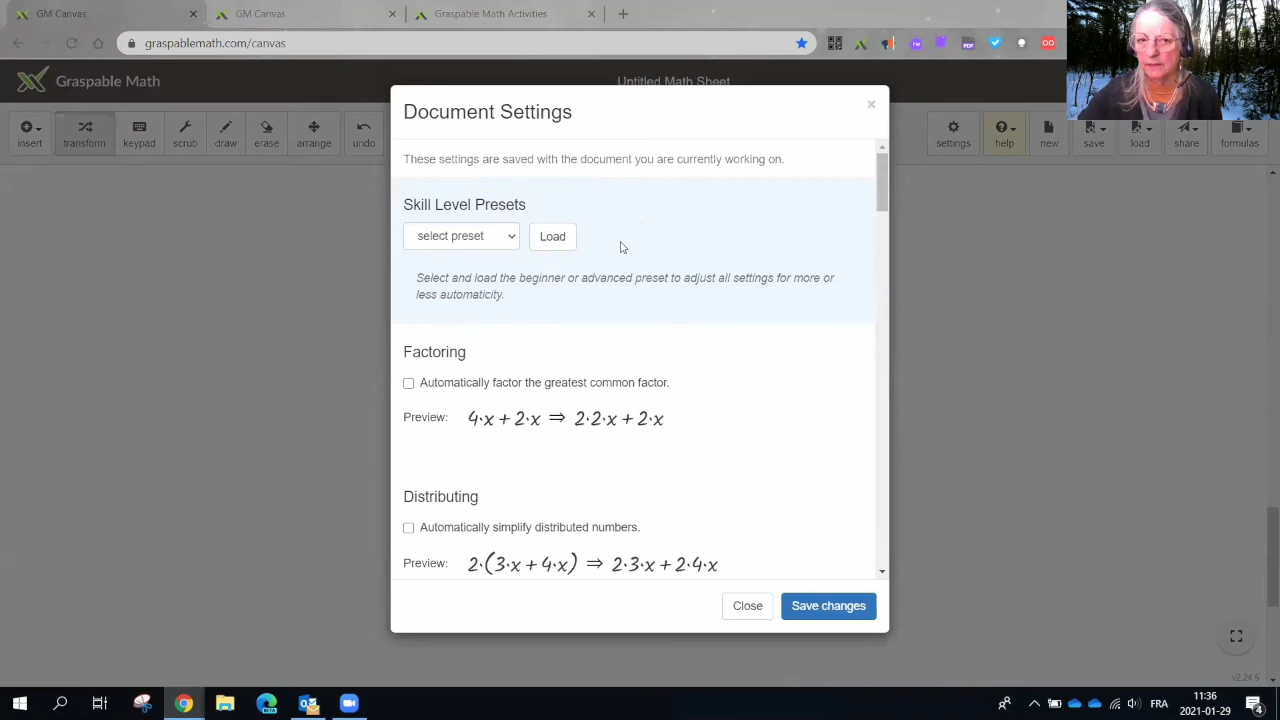 GM Canvas
GM Canvas
Graspable Math Activities
graspablemath.com/canvas
Graspable Math
Untitled Math Sheet
insert
transform
keypad
scrub
draw
erase
arrange
undo
settings
help
new
save
load
share
formulas
Document Settings
These settings are saved with the document you are currently working on.
Skill Level Presets
select preset
Load
Select and load the beginner or advanced preset to adjust all settings for more or
less automaticity.
Factoring
Automatically factor the greatest common factor.
Preview: 4·x + 2·x ⇒ 2·2·x + 2·x
Distributing
Automatically simplify distributed numbers.
Preview: 2·(3·x + 4·x) ⇒ 2·3·x + 2·4·x
Close
Save changes
v2.24.6
FRA
11:36
2021-01-29
4